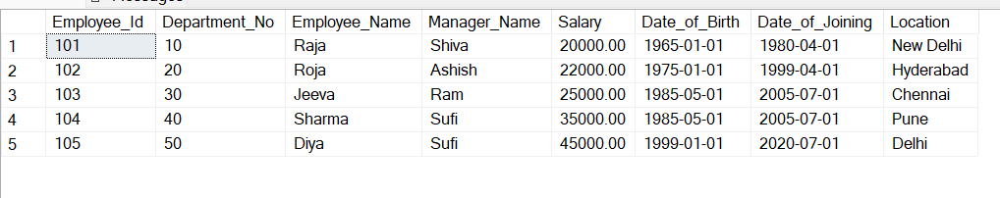 Messages
Employee_Id Department_No Employee_Name Manager_Name Salary Date_of_Birth Date_of_Joining Location
1 101 10 Raja Shiva 20000.00 1965-01-01 1980-04-01 New Delhi
2 102 20 Roja Ashish 22000.00 1975-01-01 1999-04-01 Hyderabad
3 103 30 Jeeva Ram 25000.00 1985-05-01 2005-07-01 Chennai
4 104 40 Sharma Sufi 35000.00 1985-05-01 2005-07-01 Pune
5 105 50 Diya Sufi 45000.00 1999-01-01 2020-07-01 Delhi